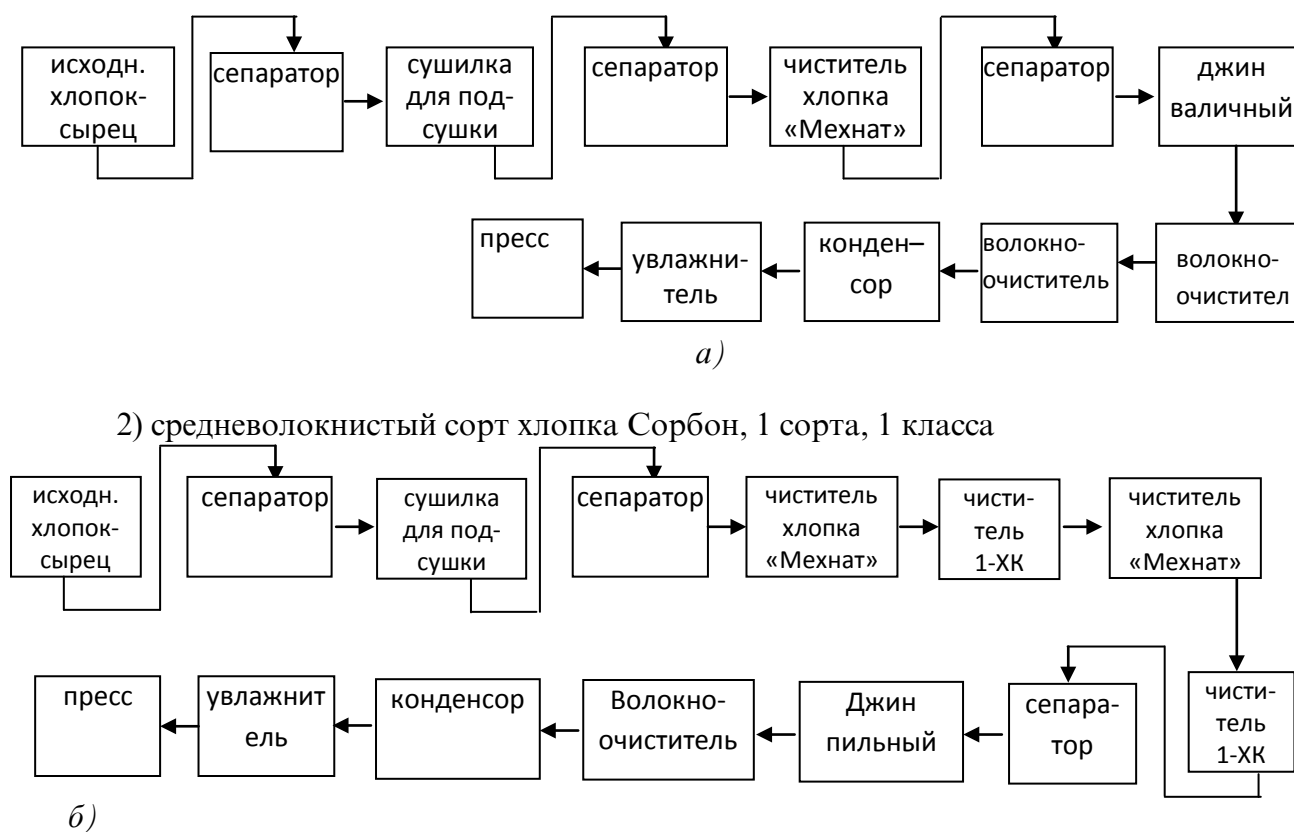 исходн.
хлопок-
сырец
сепаратор
сушилка
для под-
сушки
сепаратор
чиститель
хлопка
«Мехнат»
сепаратор
джин
валичный
пресс
увлажни-
тель
конден–
сор
волокно-
очиститель
волокно-
очистител
а)
2) средневолокнистый сорт хлопка Сорбон, 1 сорта, 1 класса
исходн.
хлопок-
сырец
сепаратор
сушилка
для под-
сушки
сепаратор
чиститель
хлопка
«Мехнат»
чисти-
тель
1-ХК
чиститель
хлопка
«Мехнат»
пресс
увлажнит
ель
конденсор
Волокно-
очиститель
Джин
пильный
сепара-
тор
чисти-
тель
1-ХК
б)